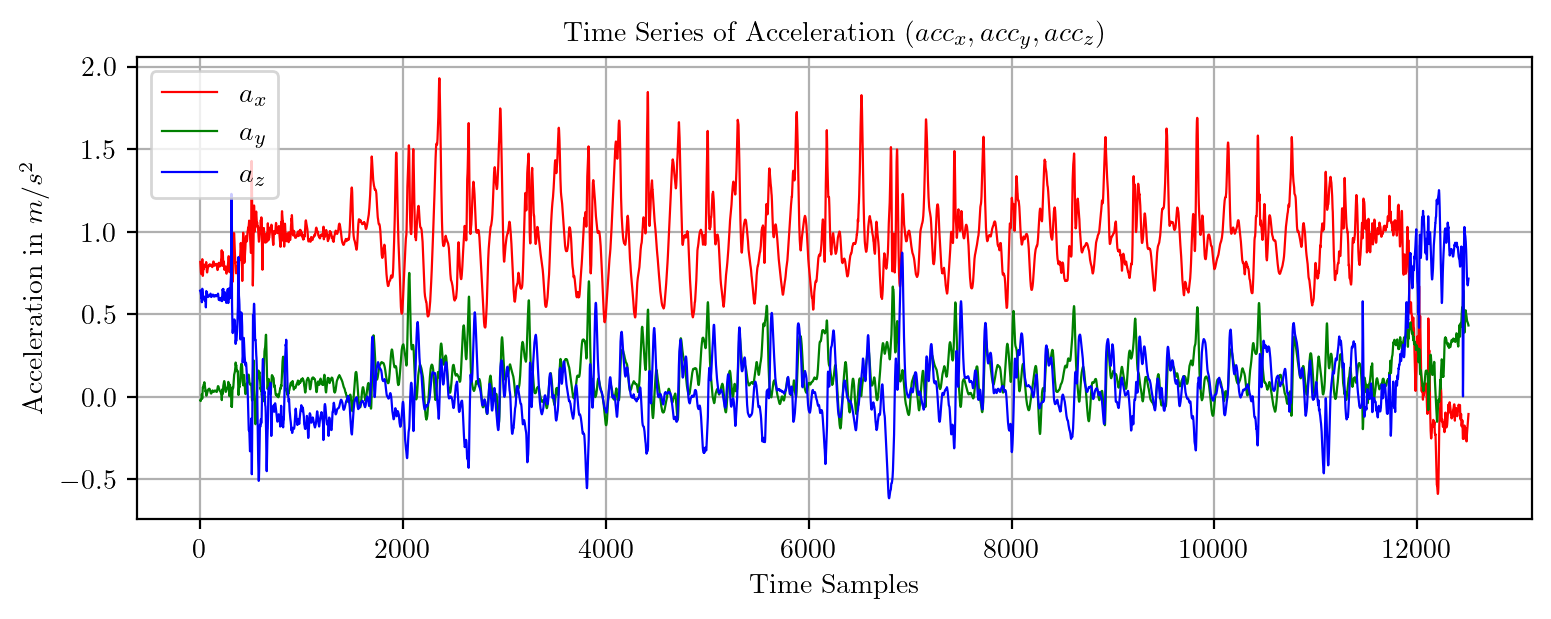 Time Series of Acceleration (acc_x, acc_y, acc_z)
a_x
a_y
a_z
Acceleration in m/s^2
2.0
1.5
1.0
0.5
0.0
−0.5
0 2000 4000 6000 8000 10000 12000
Time Samples